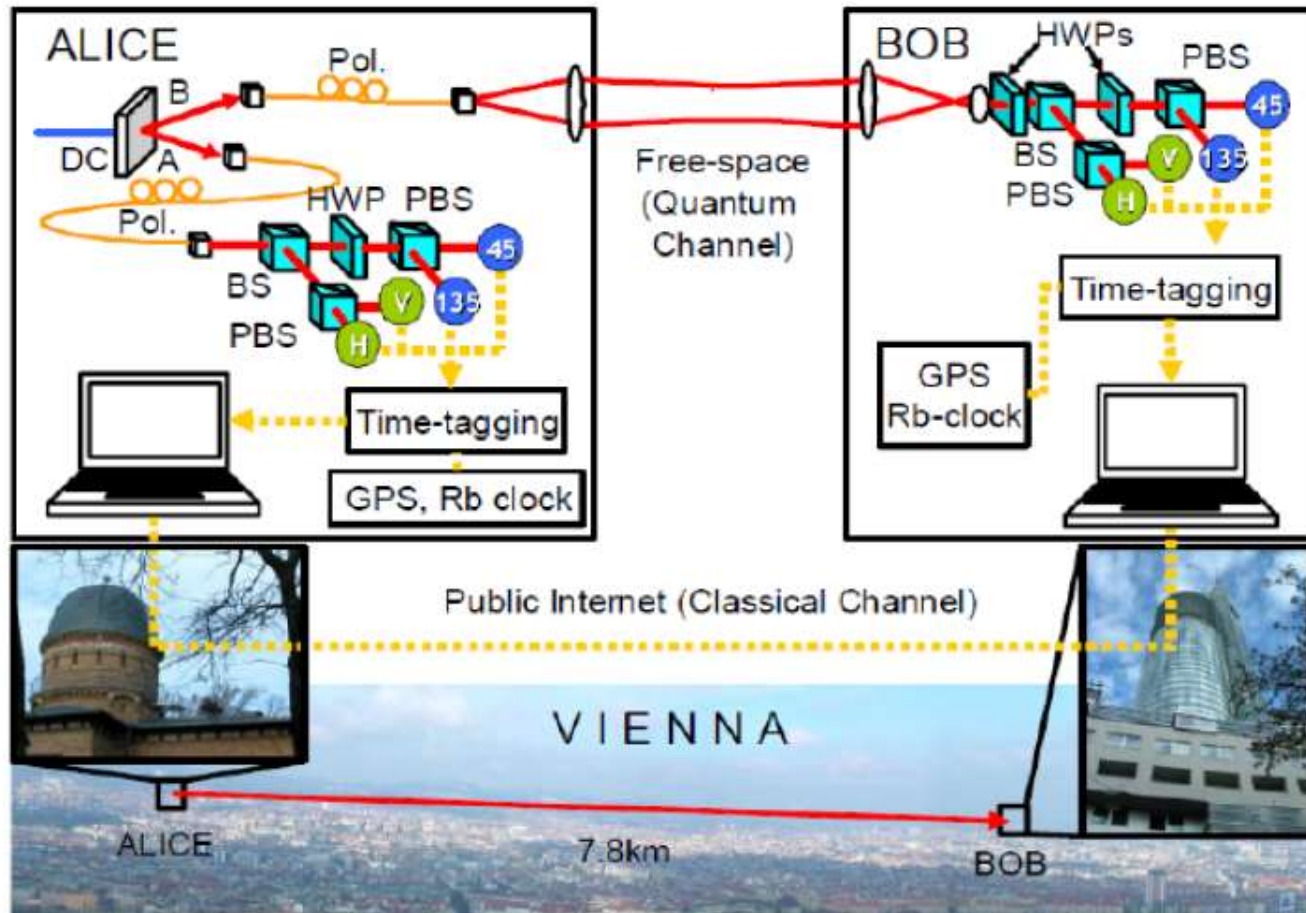 ALICE
Pol.
B
DC
A
Pol.
HWP
PBS
45
BS
V
135
PBS
H
Time-tagging
GPS, Rb clock
Free-space
(Quantum
Channel)
BOB
HWPs
PBS
45
BS
V
135
PBS
H
Time-tagging
GPS
Rb-clock
Public Internet (Classical Channel)
VIENNA
ALICE
7.8km
BOB